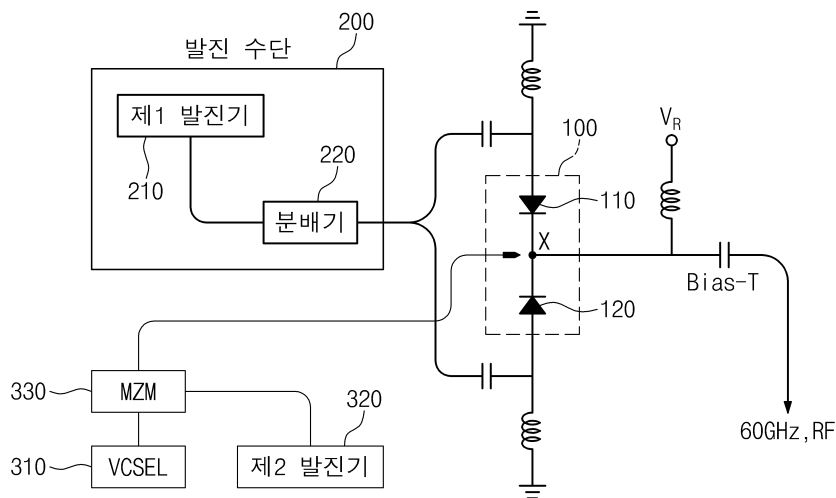 발진 수단
200
제1 발진기
210
220
분배기
100
110
X
120
V_R
Bias-T
60GHz, RF
330
MZM
310
VCSEL
320
제2 발진기